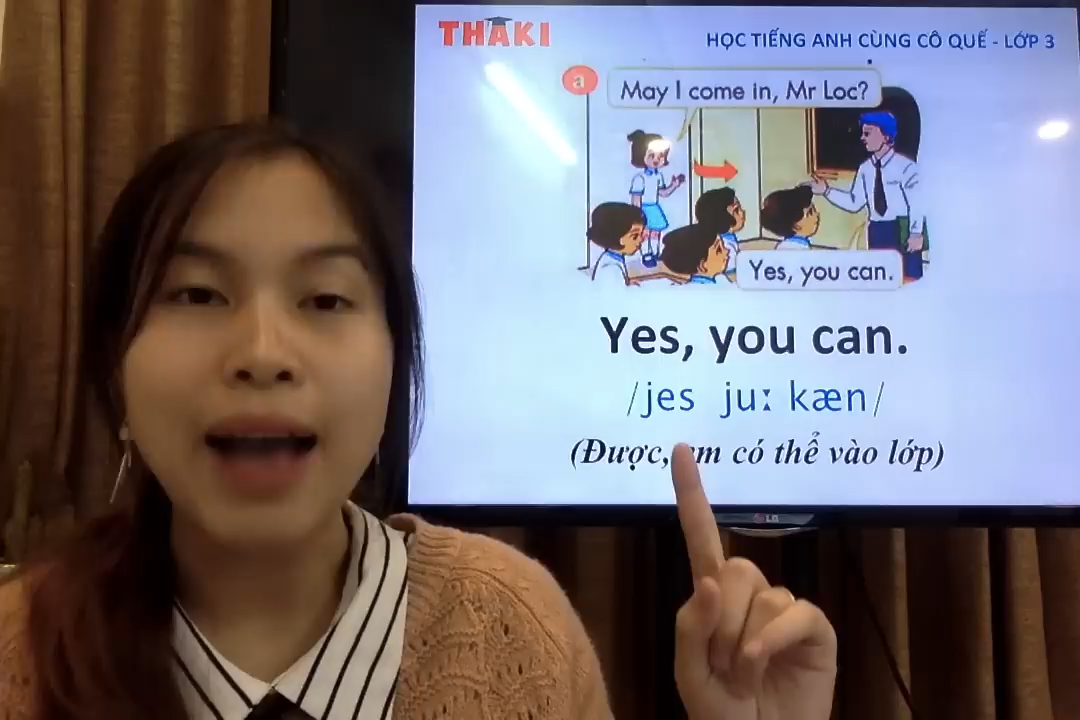 THAKI
HỌC TIẾNG ANH CÙNG CÔ QUẾ - LỚP 3
a
May I come in, Mr Loc?
Yes, you can.
Yes, you can.
/jes juː kæn/
(Được, em có thể vào lớp)
LG